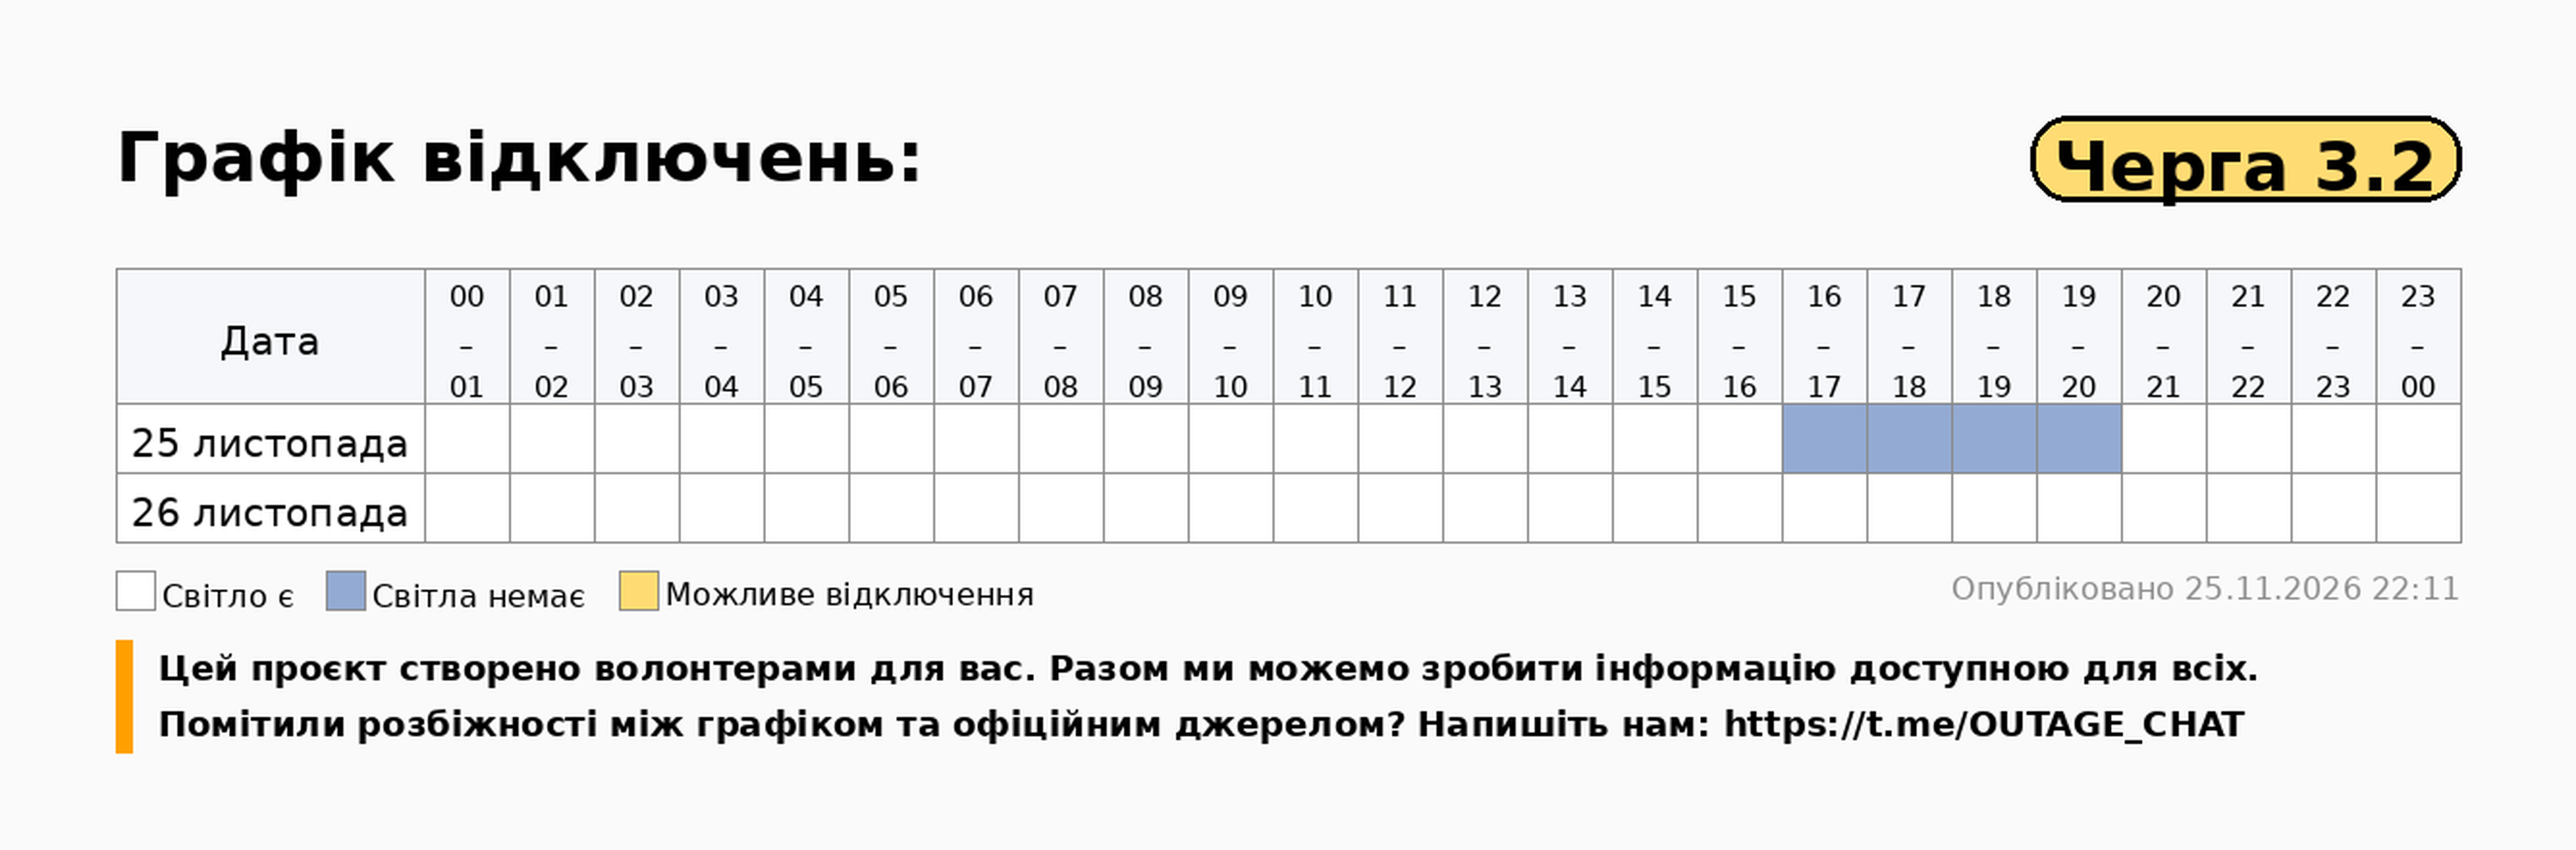 Графік відключень:
Черга 3.2
Дата 00 – 01 01 – 02 02 – 03 03 – 04 04 – 05 05 – 06 06 – 07 07 – 08 08 – 09 09 – 10 10 – 11 11 – 12 12 – 13 13 – 14 14 – 15 15 – 16 16 – 17 17 – 18 18 – 19 19 – 20 20 – 21 21 – 22 22 – 23 23 – 00
25 листопада
26 листопада
Світло є Світла немає Можливе відключення
Опубліковано 25.11.2026 22:11
Цей проєкт створено волонтерами для вас. Разом ми можемо зробити інформацію доступною для всіх.
Помітили розбіжності між графіком та офіційним джерелом? Напишіть нам: https://t.me/OUTAGE_CHAT